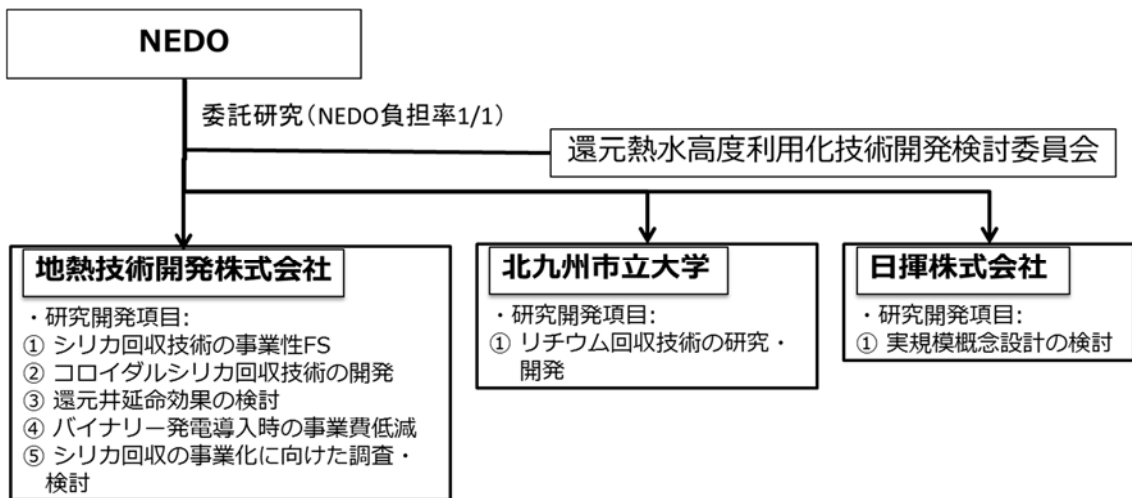 NEDO
委託研究(NEDO負担率1/1)
還元熱水高度利用化技術開発検討委員会
地熱技術開発株式会社
・研究開発項目:
① シリカ回収技術の事業性FS
② コロイダルシリカ回収技術の開発
③ 還元井延命効果の検討
④ バイナリー発電導入時の事業費低減
⑤ シリカ回収の事業化に向けた調査・
検討
北九州市立大学
・研究開発項目:
① リチウム回収技術の研究・
開発
日揮株式会社
・研究開発項目:
① 実規模概念設計の検討